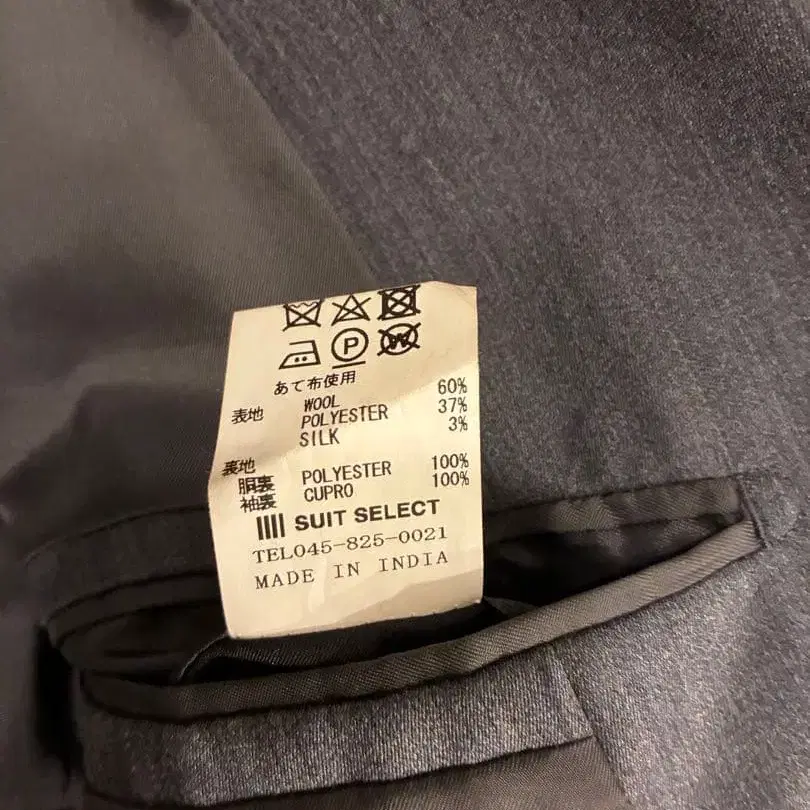 P W
あて布使用
表地 WOOL 60%
POLYESTER 37%
SILK 3%
裏地
胴裏 POLYESTER 100%
袖裏 CUPRO 100%
SUIT SELECT
TEL045-825-0021
MADE IN INDIA